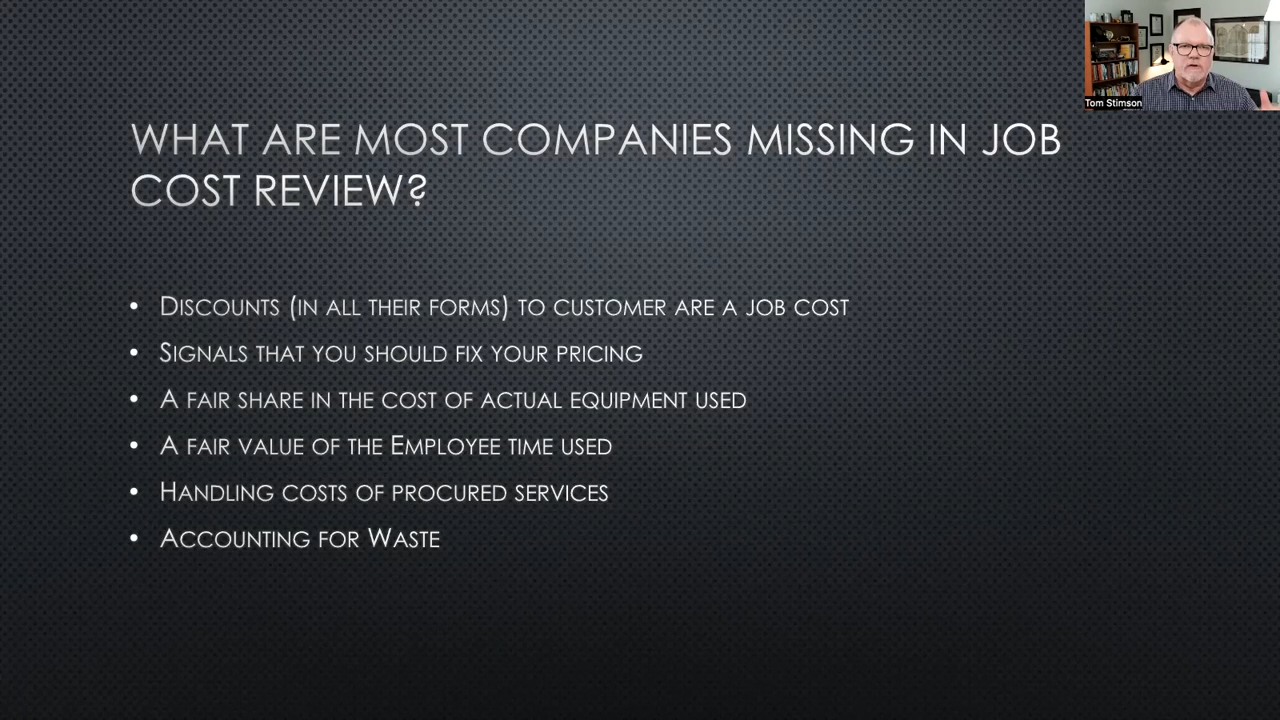 Tom Stimson
WHAT ARE MOST COMPANIES MISSING IN JOB
COST REVIEW?
• DISCOUNTS (IN ALL THEIR FORMS) TO CUSTOMER ARE A JOB COST
• SIGNALS THAT YOU SHOULD FIX YOUR PRICING
• A FAIR SHARE IN THE COST OF ACTUAL EQUIPMENT USED
• A FAIR VALUE OF THE EMPLOYEE TIME USED
• HANDLING COSTS OF PROCURED SERVICES
• ACCOUNTING FOR WASTE